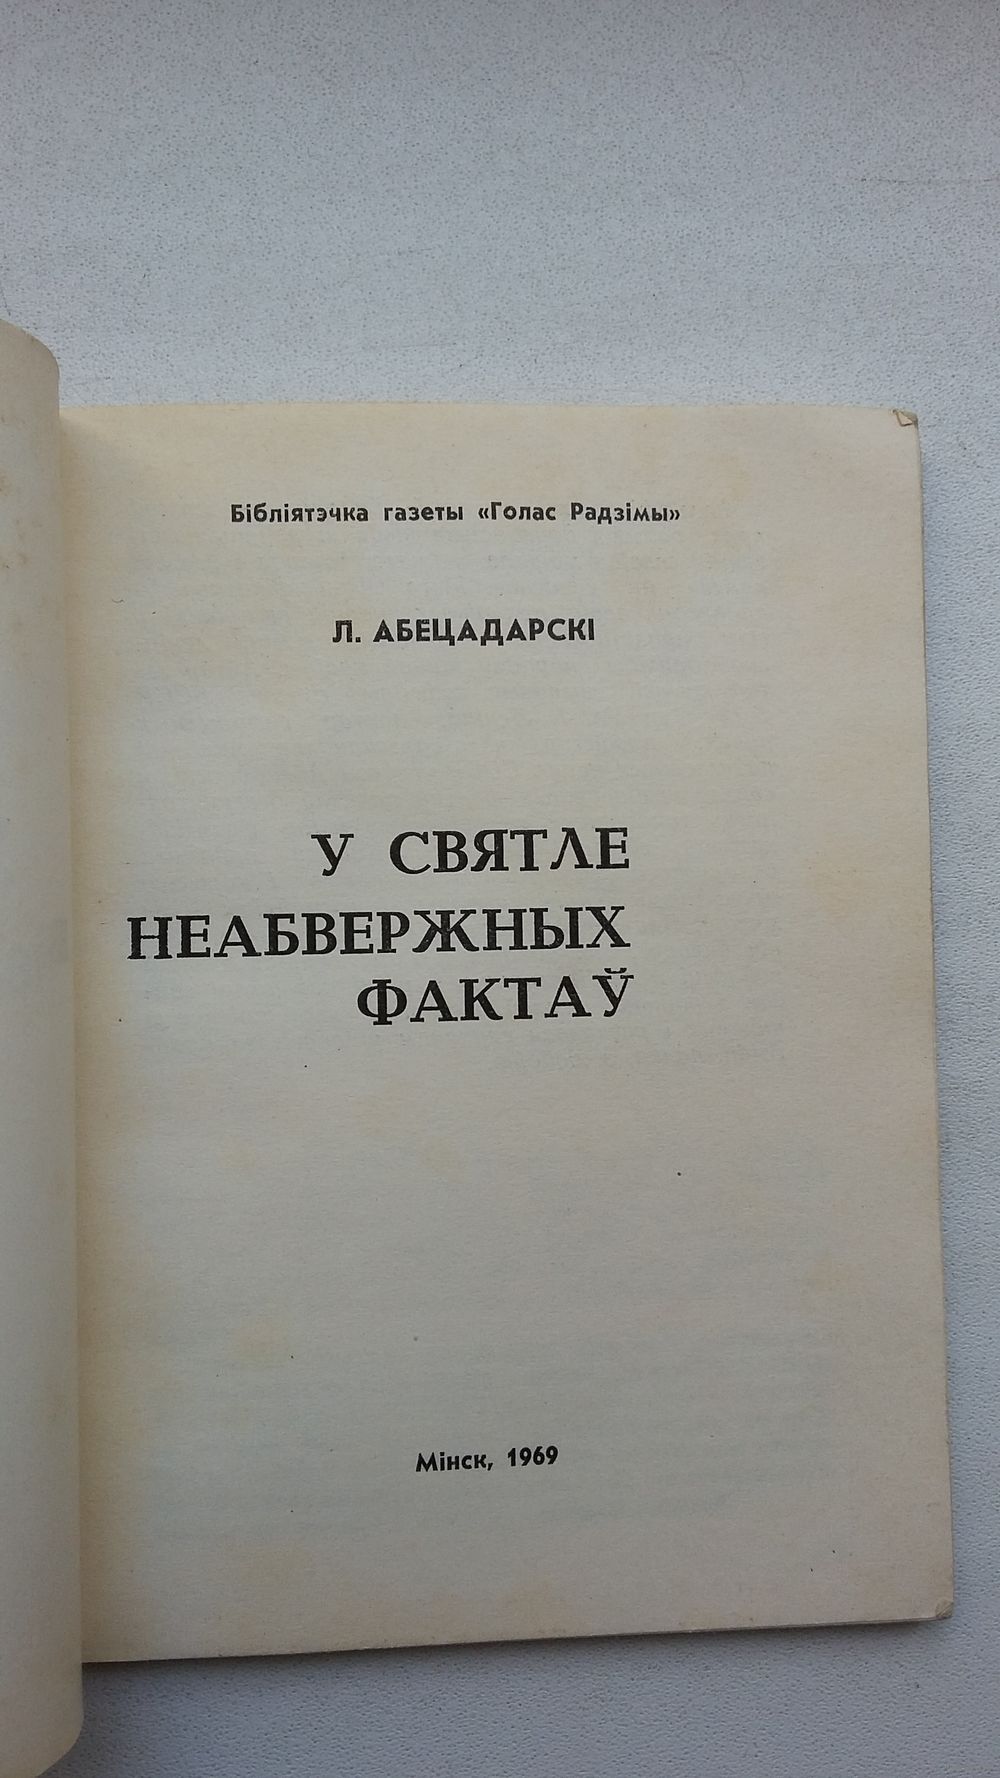 Бібліятэчка газеты «Голас Радзімы»
Л. АБЕЦАДАРСКІ
У СВЯТЛЕ
НЕАБВЕРЖНЫХ
ФАКТАЎ
Мінск, 1969